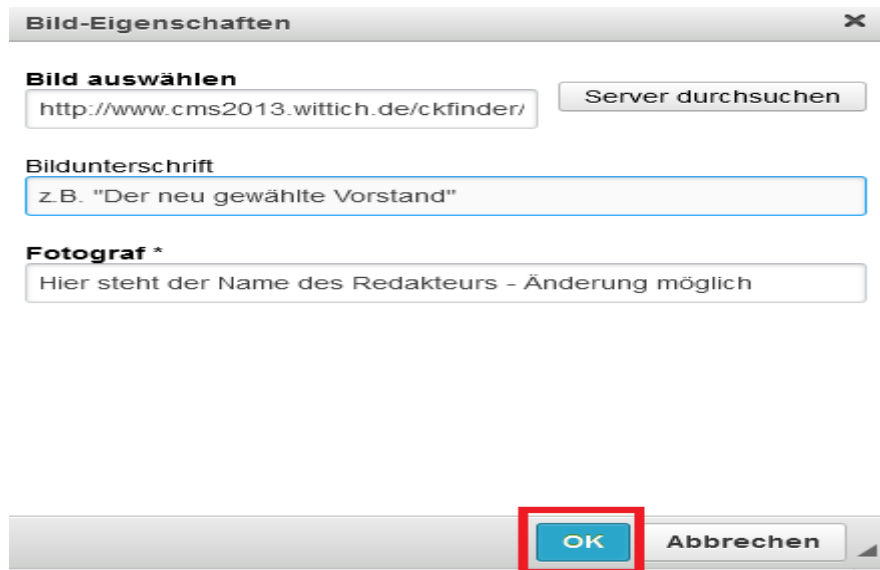 Bild-Eigenschaften
Bild auswählen
http://www.cms2013.wittich.de/ckfinder/
Server durchsuchen
Bildunterschrift
z.B. "Der neu gewählte Vorstand"
Fotograf *
Hier steht der Name des Redakteurs - Änderung möglich
OK
Abbrechen